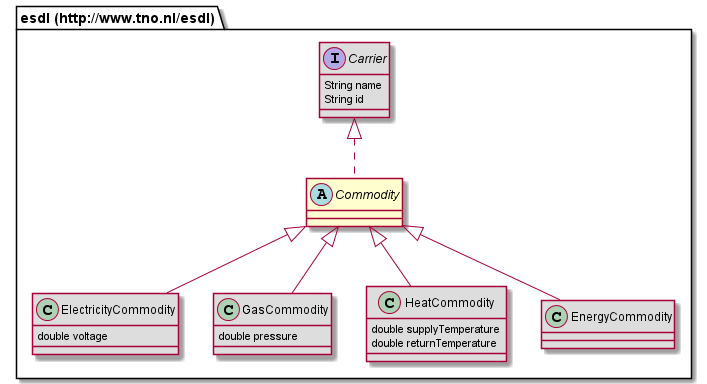 esdl (http://www.tno.nl/esdl)
I Carrier
String name
String id
A Commodity
C ElectricityCommodity
double voltage
C GasCommodity
double pressure
C HeatCommodity
double supplyTemperature
double returnTemperature
C EnergyCommodity